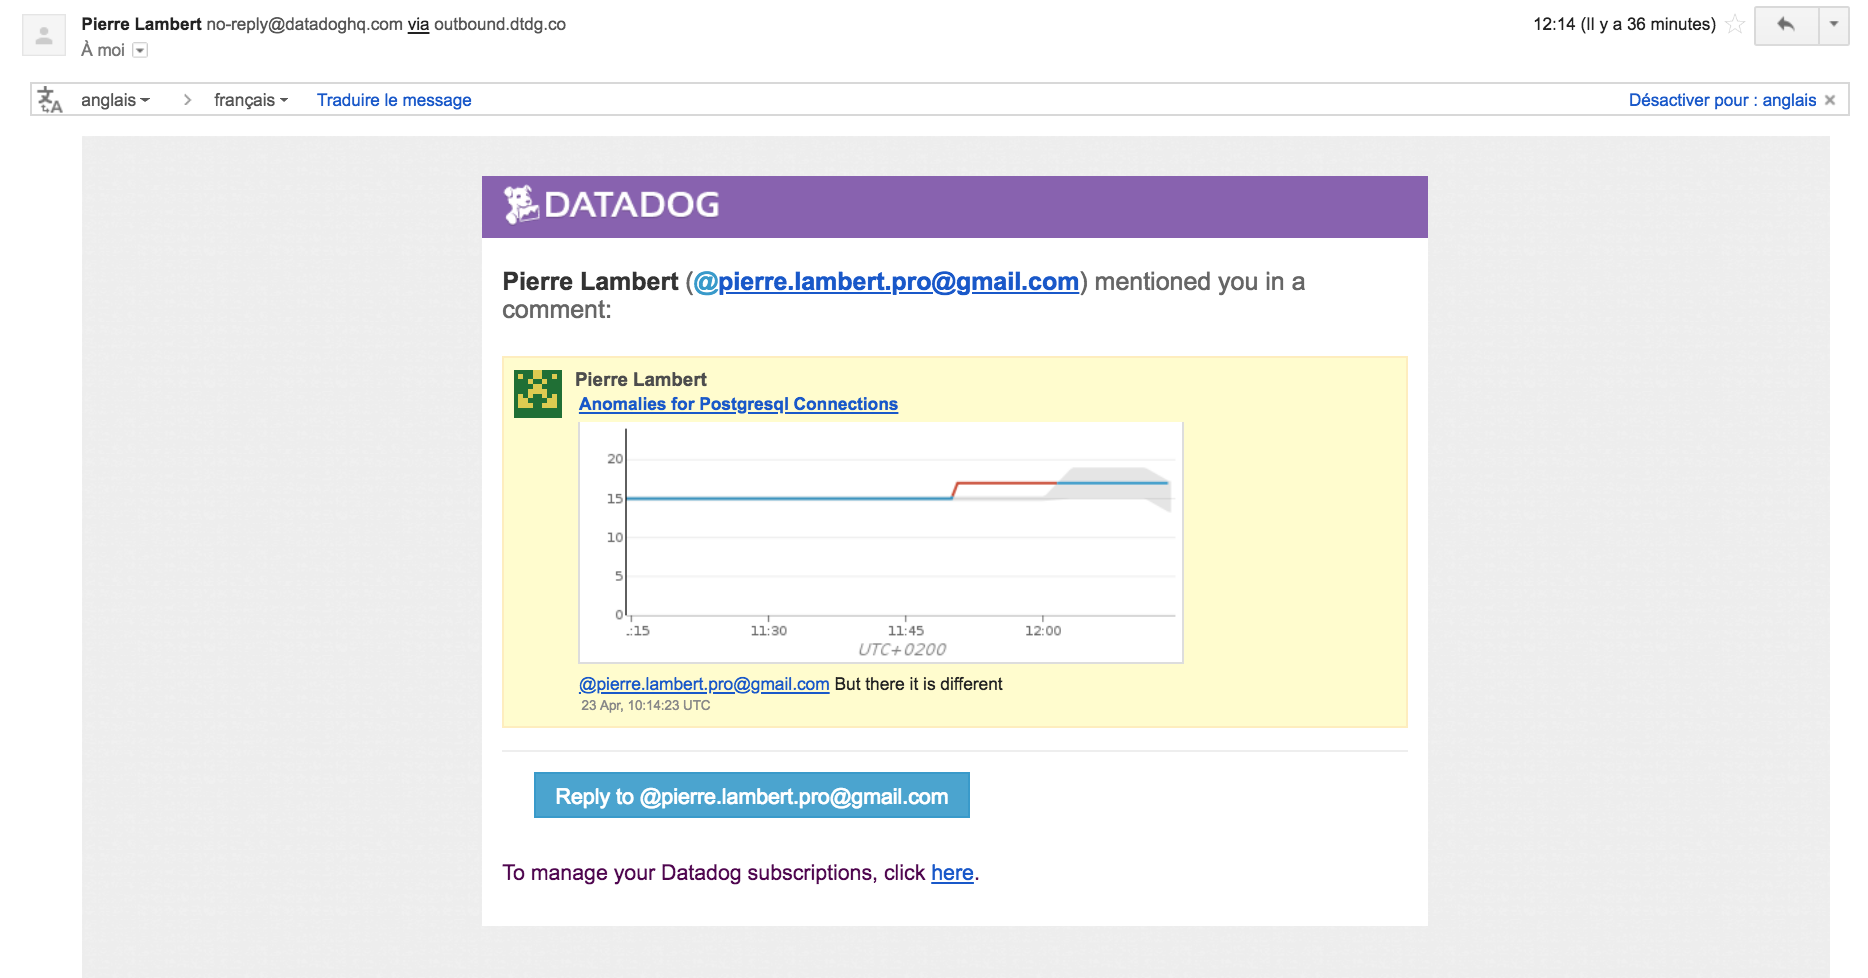 Pierre Lambert no-reply@datadoghq.com via outbound.dtdg.co
12:14 (Il y a 36 minutes)
À moi
anglais
français
Traduire le message
Désactiver pour : anglais
DATADOG
Pierre Lambert (@pierre.lambert.pro@gmail.com) mentioned you in a
comment:
Pierre Lambert
Anomalies for Postgresql Connections
20
15
10
5
0
.:15 11:30 11:45 12:00
UTC+0200
@pierre.lambert.pro@gmail.com But there it is different
23 Apr, 10:14:23 UTC
Reply to @pierre.lambert.pro@gmail.com
To manage your Datadog subscriptions, click here.